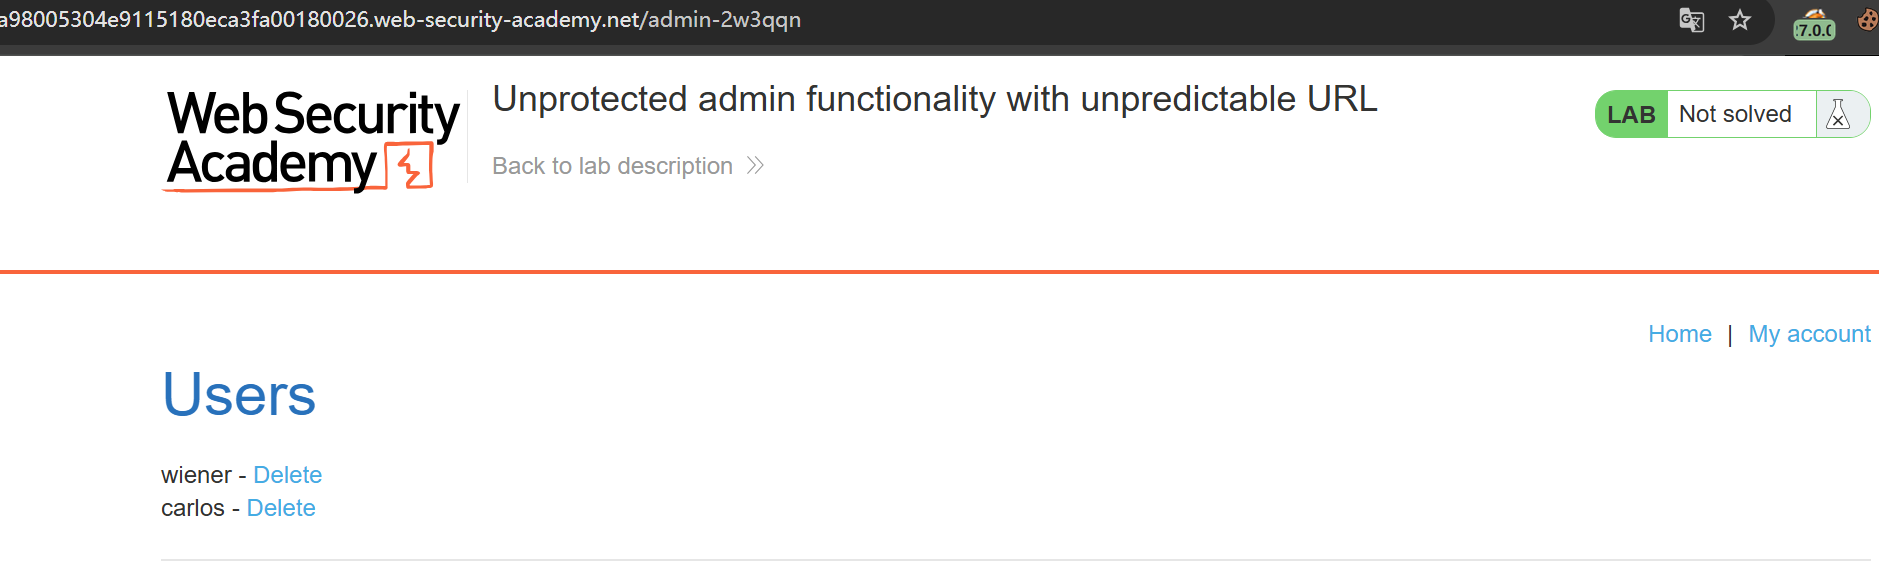 a98005304e9115180eca3fa00180026.web-security-academy.net/admin-2w3qqn
Web Security
Academy
Unprotected admin functionality with unpredictable URL
Back to lab description
LAB Not solved
Home | My account
Users
wiener - Delete
carlos - Delete